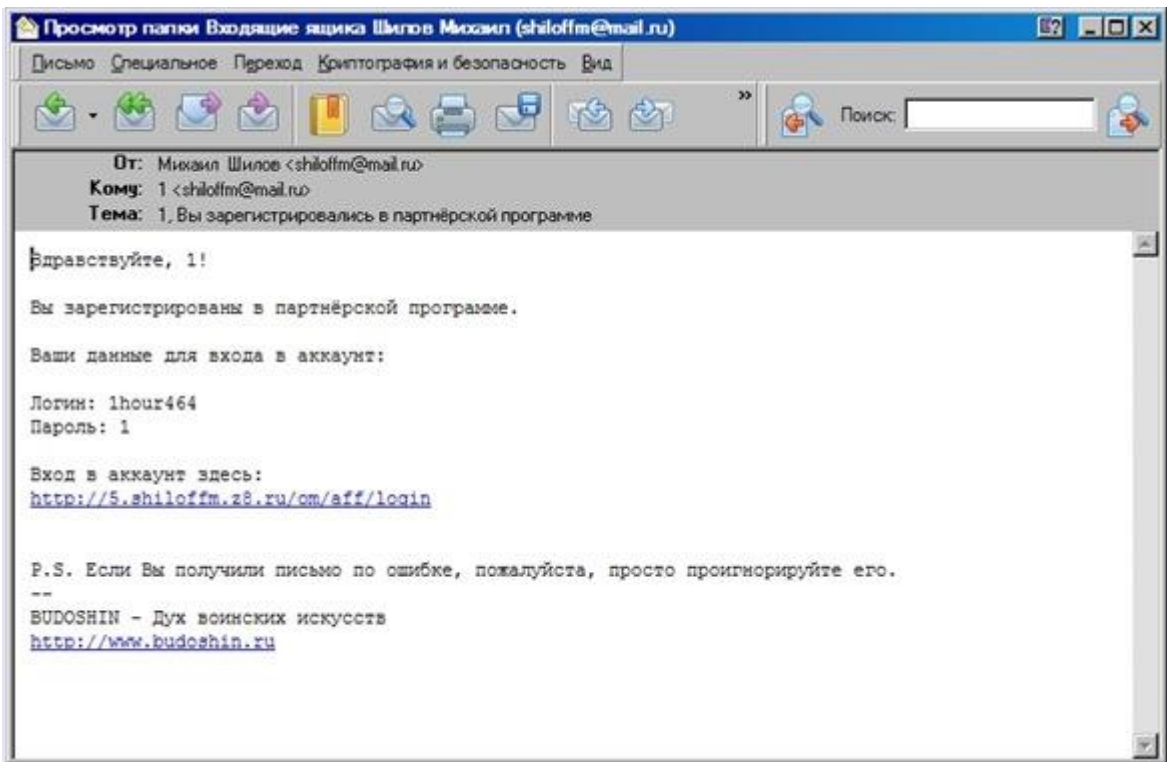 Просмотр папки Входящие ящика Шилов Михаил (shiloffm@mail.ru)
Письмо Специальное Переход Криптография и безопасность Вид
» Поиск:
От: Михаил Шилов <shiloffm@mail.ru>
Кому: 1 <shiloffm@mail.ru>
Тема: 1, Вы зарегистрировались в партнёрской программе
Здравствуйте, 1!
Вы зарегистрированы в партнёрской программе.
Ваши данные для входа в аккаунт:
Логин: 1hour464
Пароль: 1
Вход в аккаунт здесь:
http://5.shiloffm.z8.ru/om/aff/login
P.S. Если Вы получили письмо по ошибке, пожалуйста, просто проигнорируйте его.
--
BUDOSHIN - Дух воинских искусств
http://www.budoshin.ru